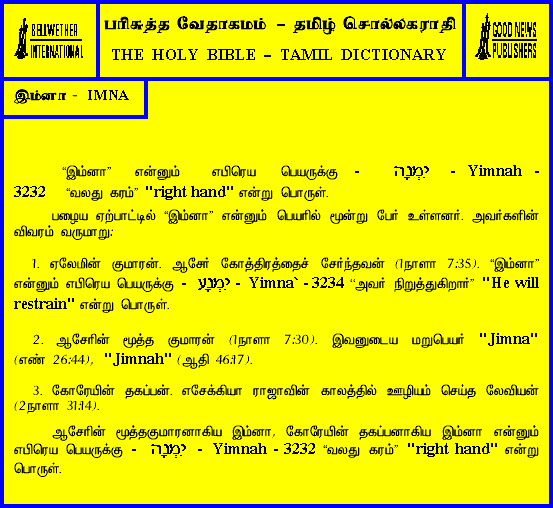 BELLWETHER
INTERNATIONAL
பரிசுத்த வேதாகமம் – தமிழ் சொல்லகராதி
THE HOLY BIBLE – TAMIL DICTIONARY
GOOD NEWS
PUBLISHERS
இம்னா - IMNA
“இம்னா” என்னும் எபிரெய பெயருக்கு - יִמְנָה - Yimnah -
3232 “வலது கரம்” "right hand" என்று பொருள்.
பழைய ஏற்பாட்டில் “இம்னா” என்னும் பெயரில் மூன்று பேர் உள்ளனர். அவர்களின்
விவரம் வருமாறு:
1. ஏலேமின் குமாரன். ஆசேர் கோத்திரத்தைச் சேர்ந்தவன் (1நாளா 7:35). “இம்னா”
என்னும் எபிரெய பெயருக்கு - יִמְנָע - Yimna` - 3234 “அவர் நிறுத்துகிறார்” "He will
restrain" என்று பொருள்.
2. ஆசேரின் மூத்த குமாரன் (1நாளா 7:30). இவனுடைய மறுபெயர் "Jimna"
(எண் 26:44), "Jimnah" (ஆதி 46:17).
3. கோரேயின் தகப்பன். எசேக்கியா ராஜாவின் காலத்தில் ஊழியம் செய்த லேவியன்
(2நாளா 31:14).
ஆசேரின் மூத்தகுமாரனாகிய இம்னா, கோரேயின் தகப்பனாகிய இம்னா என்னும்
எபிரெய பெயருக்கு - יִמְנָה - Yimnah - 3232 “வலது கரம்” "right hand" என்று
பொருள்.